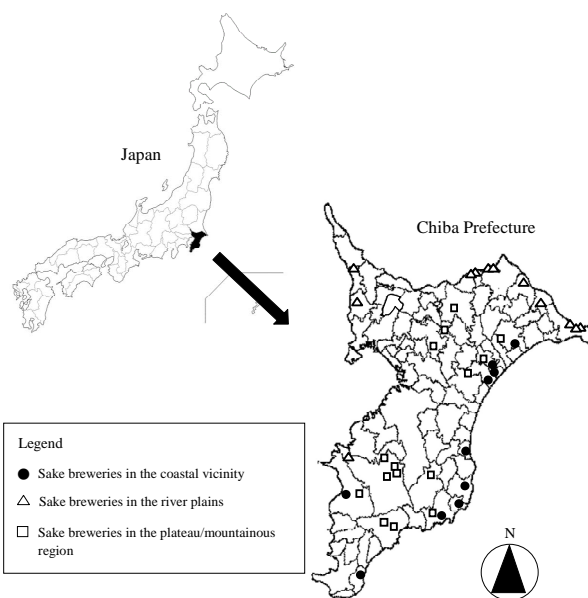 Japan
Chiba Prefecture
Legend
Sake breweries in the coastal vicinity
Sake breweries in the river plains
Sake breweries in the plateau/mountainous
region
N